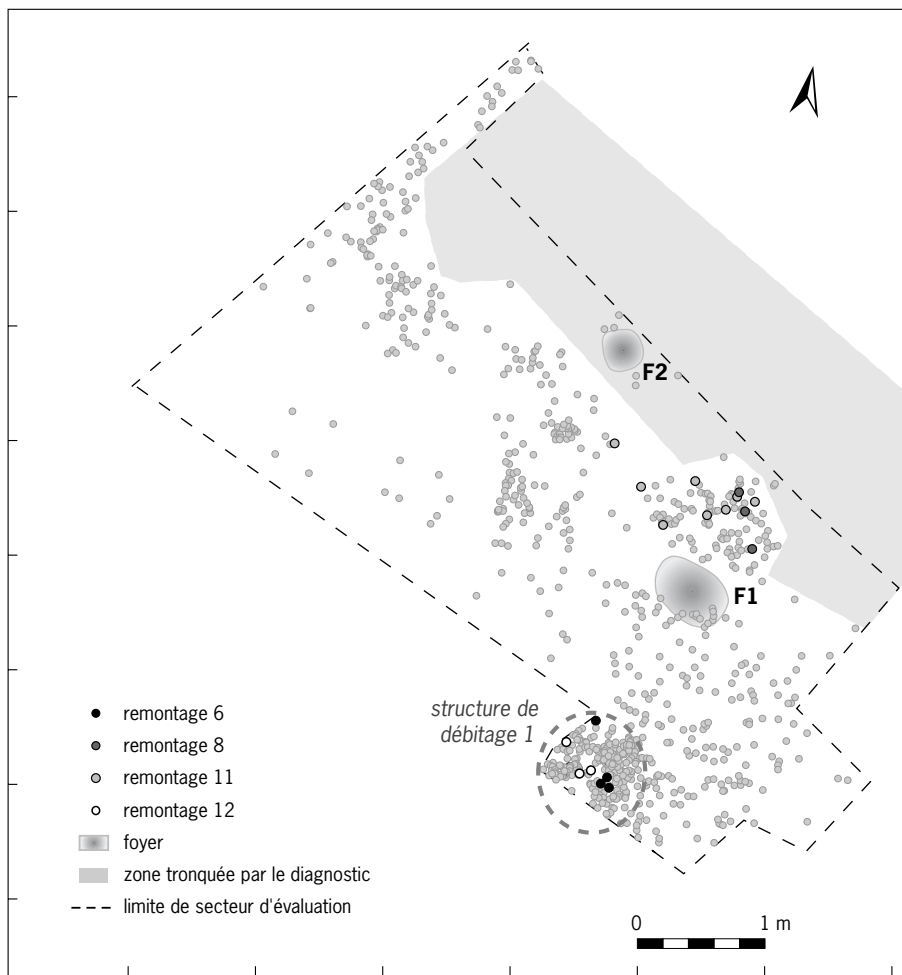 F2
F1
structure de
débitage 1
remontage 6
remontage 8
remontage 11
remontage 12
foyer
zone tronquée par le diagnostic
limite de secteur d'évaluation
0 1 m